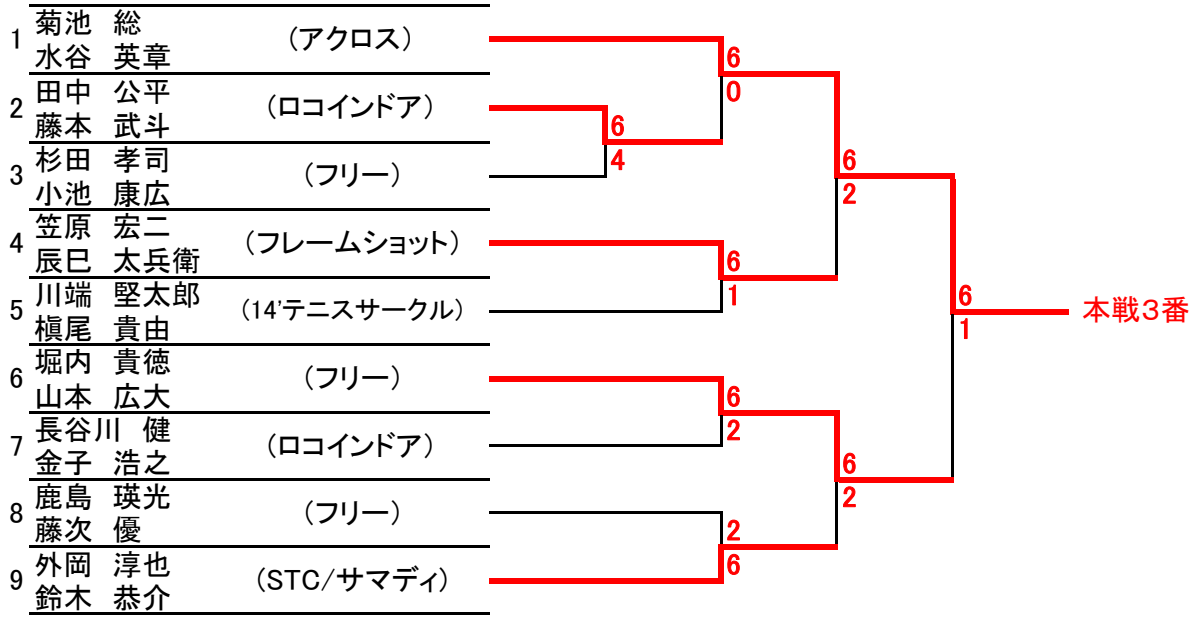 1 菊池 総 (アクロス)
水谷 英章
2 田中 公平 (ロコインドア)
藤本 武斗
3 杉田 孝司 (フリー)
小池 康広
4 笠原 宏二 (フレームショット)
辰巳 太兵衛
5 川端 堅太郎 (14'テニスサークル)
槇尾 貴由
6 堀内 貴徳 (フリー)
山本 広大
7 長谷川 健 (ロコインドア)
金子 浩之
8 鹿島 瑛光 (フリー)
藤次 優
9 外岡 淳也 (STC/サマディ)
鈴木 恭介
6
4
6
0
6
1
6
2
2
6
6
2
6
2
6
1
本戦3番